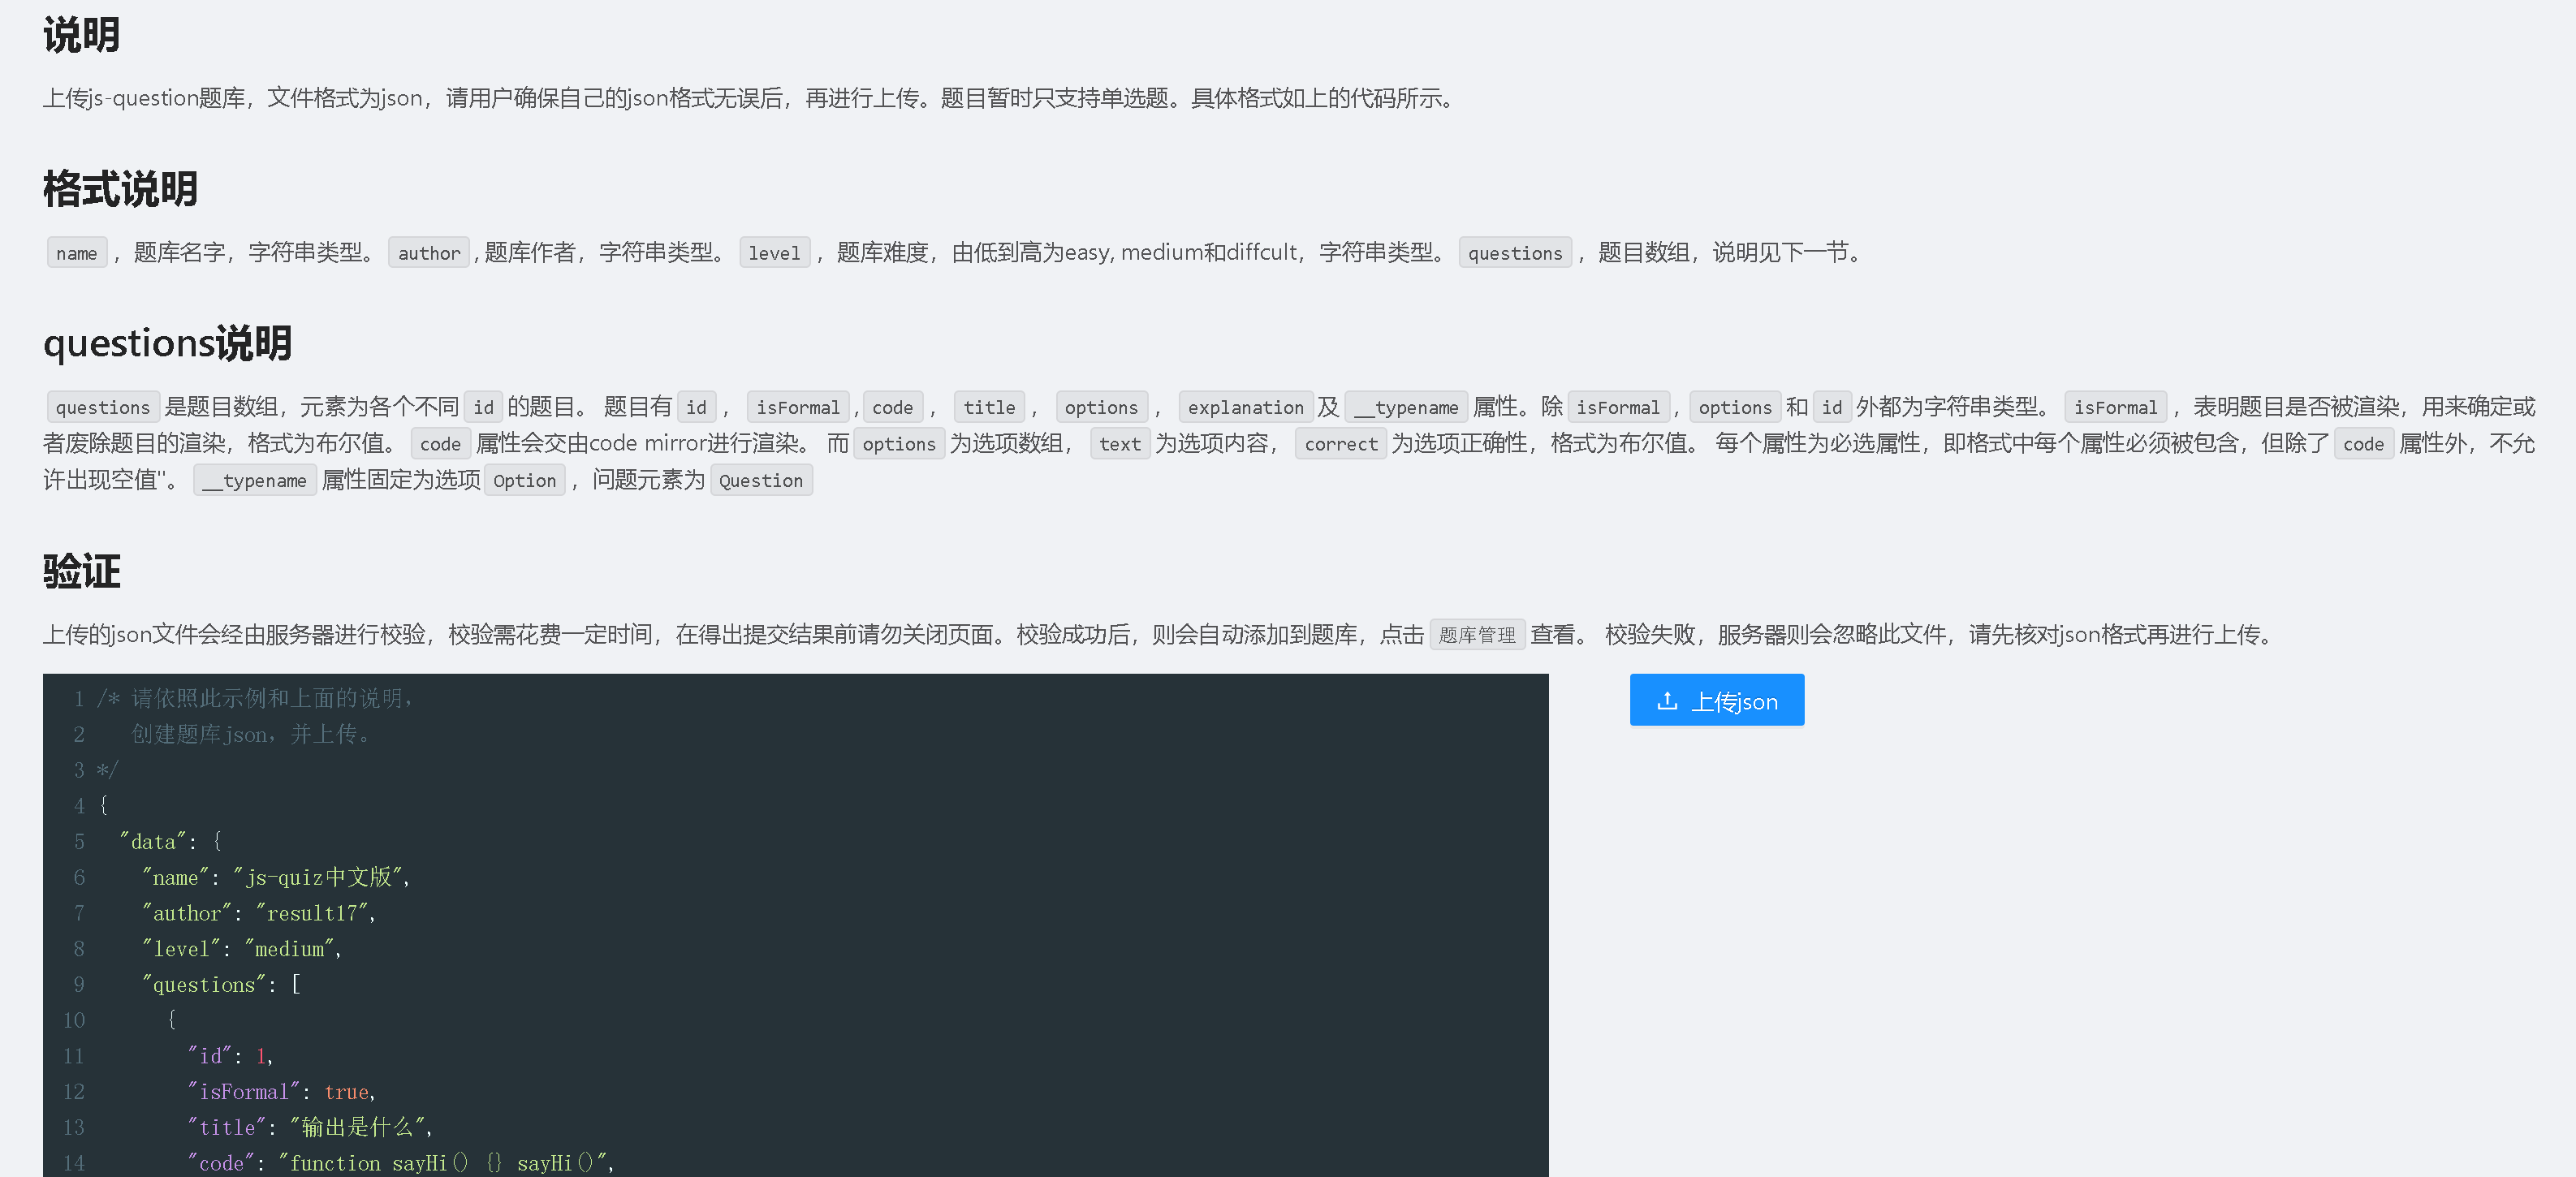 说明
上传js-question题库，文件格式为json，请用户确保自己的json格式无误后，再进行上传。题目暂时只支持单选题。具体格式如上的代码所示。
格式说明
name ，题库名字，字符串类型。 author , 题库作者，字符串类型。 level ，题库难度，由低到高为easy, medium和diffcult，字符串类型。 questions ，题目数组，说明见下一节。
questions说明
questions 是题目数组，元素为各个不同 id 的题目。 题目有 id ， isFormal , code ， title ， options ， explanation 及 __typename 属性。除 isFormal , options 和 id 外都为字符串类型。 isFormal ，表明题目是否被渲染，用来确定或
者废除题目的渲染，格式为布尔值。 code 属性会交由code mirror进行渲染。 而 options 为选项数组， text 为选项内容， correct 为选项正确性，格式为布尔值。 每个属性为必选属性，即格式中每个属性必须被包含，但除了 code 属性外，不允
许出现空值''。 __typename 属性固定为选项 Option ，问题元素为 Question
验证
上传的json文件会经由服务器进行校验，校验需花费一定时间，在得出提交结果前请勿关闭页面。校验成功后，则会自动添加到题库，点击 题库管理 查看。 校验失败，服务器则会忽略此文件，请先核对json格式再进行上传。
上传json
1 /* 请依照此示例和上面的说明，
2 创建题库json，并上传。
3 */
4 {
5 "data": {
6 "name": "js-quiz中文版",
7 "author": "result17",
8 "level": "medium",
9 "questions": [
10 {
11 "id": 1,
12 "isFormal": true,
13 "title": "输出是什么",
14 "code": "function sayHi() {} sayHi()",